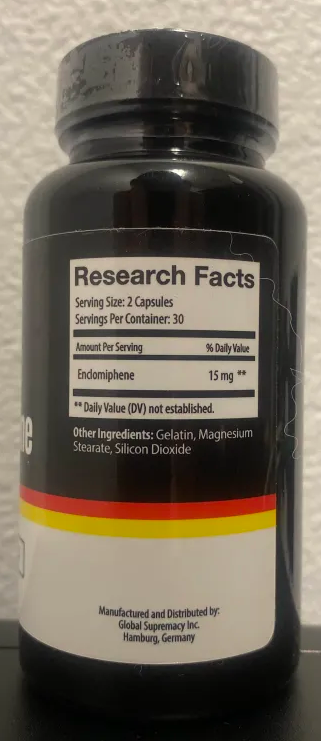 Research Facts
Serving Size: 2 Capsules
Servings Per Container: 30
Amount Per Serving % Daily Value
Enclomiphene 15 mg **
** Daily Value (DV) not established.
Other Ingredients: Gelatin, Magnesium
Stearate, Silicon Dioxide
ne
Manufactured and Distributed by:
Global Supremacy Inc.
Hamburg, Germany